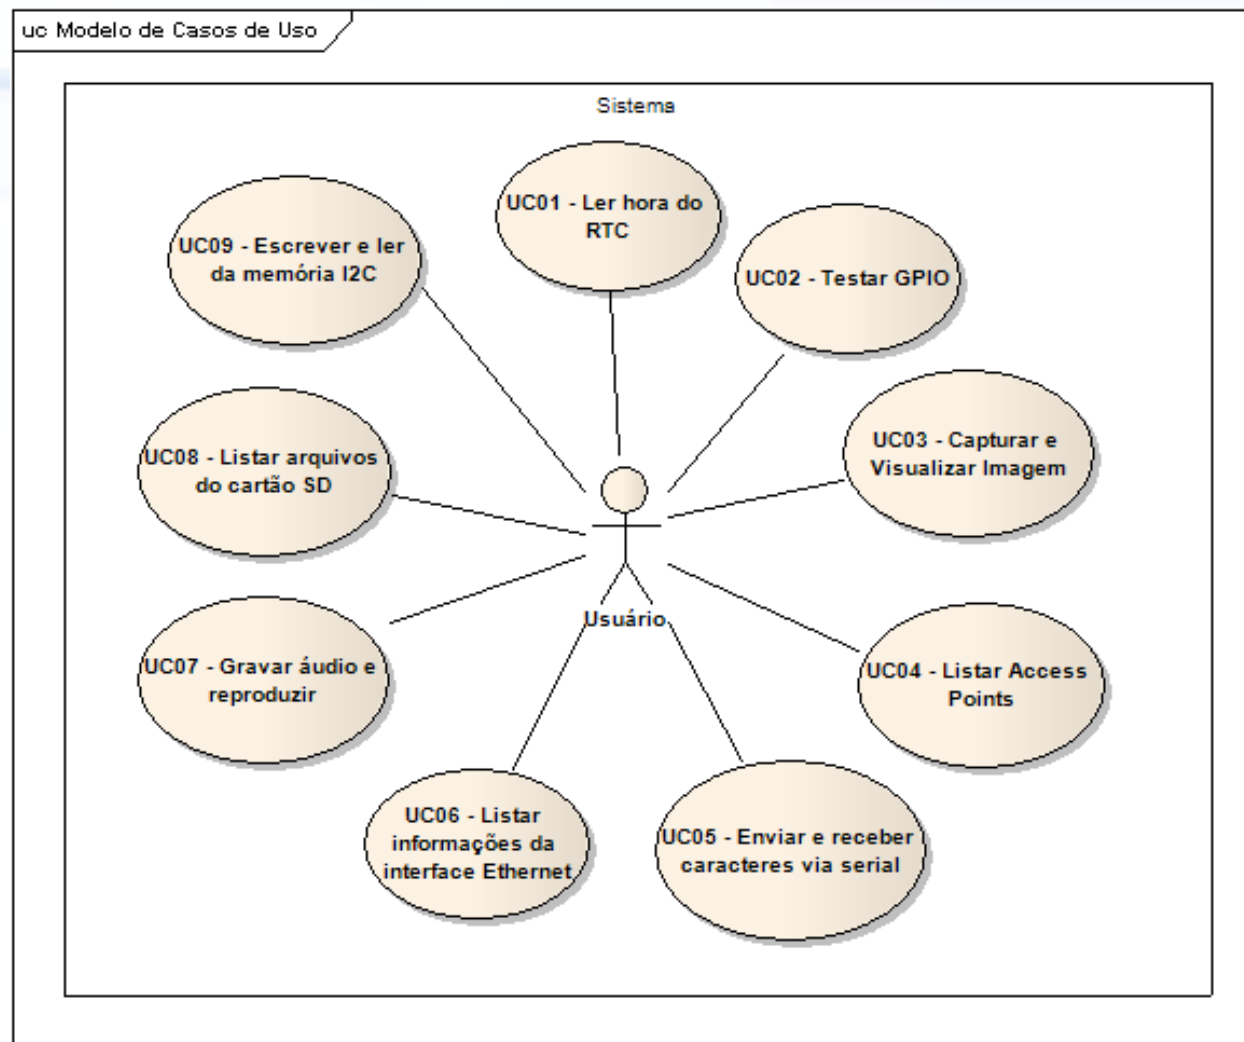 uc Modelo de Casos de Uso
Sistema
UC01 - Ler hora do
RTC
UC02 - Testar GPIO
UC03 - Capturar e
Visualizar Imagem
UC04 - Listar Access
Points
UC05 - Enviar e receber
caracteres via serial
UC06 - Listar
informações da
interface Ethernet
UC07 - Gravar áudio e
reproduzir
UC08 - Listar arquivos
do cartão SD
UC09 - Escrever e ler
da memória I2C
Usuário